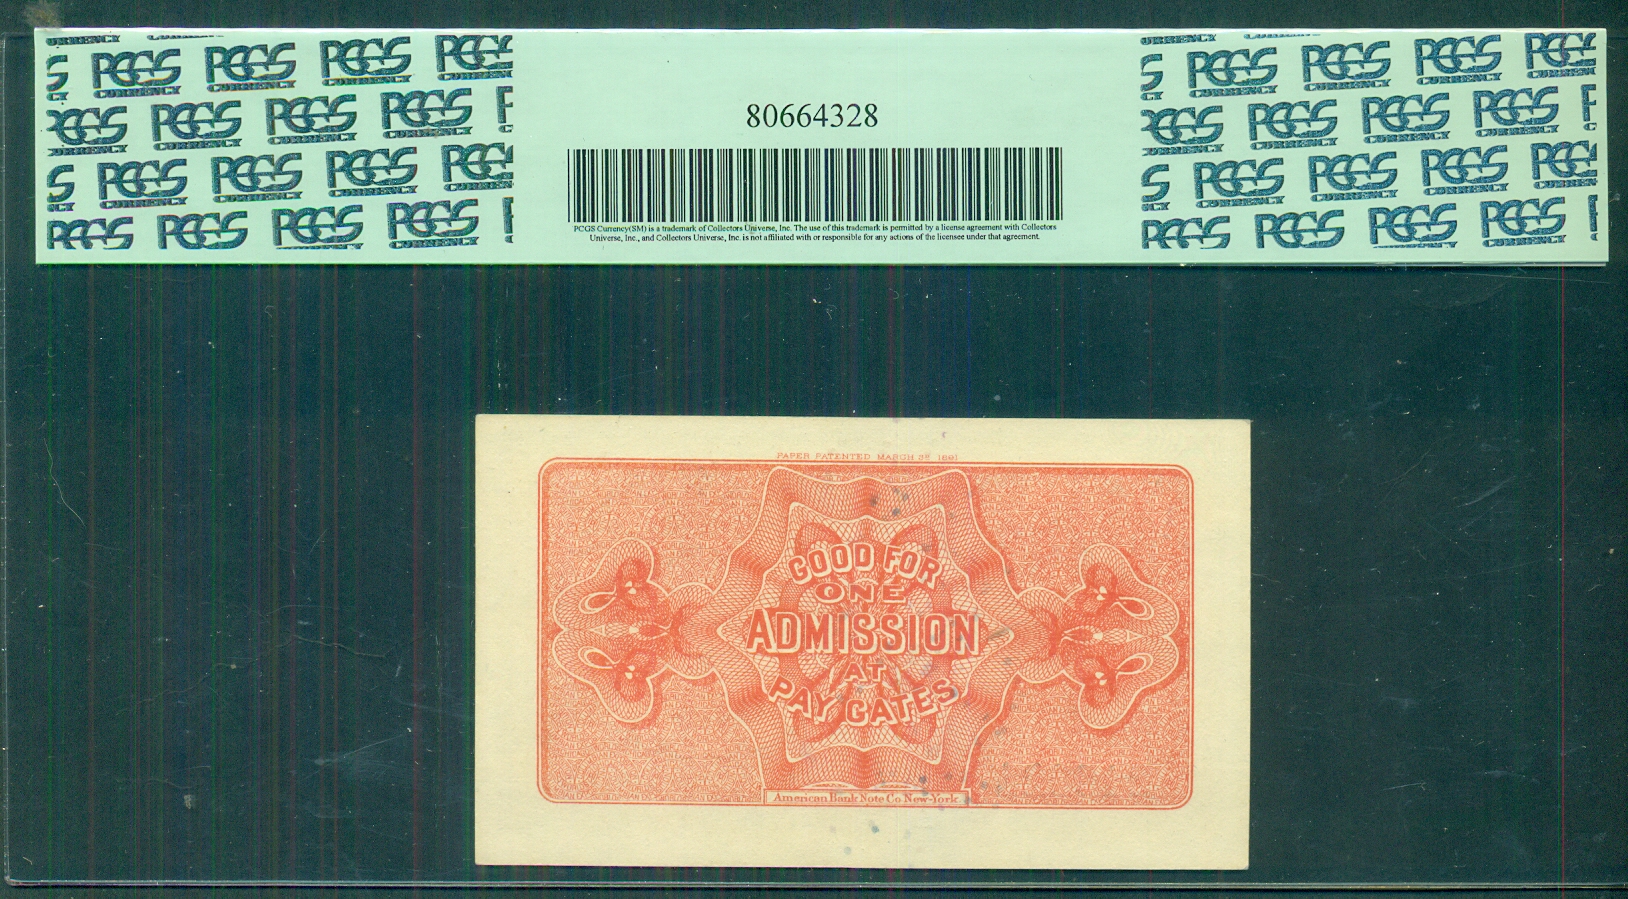 PCGS CURRENCY
80664328
PCGS Currency(SM) is a trademark of Collectors Universe, Inc. The use of this trademark is permitted by a license agreement with Collectors
Universe, Inc., and Collectors Universe, Inc. is not affiliated with or responsible for any actions of the licensee under that agreement.
PAPER PATENTED MARCH 1891
GOOD FOR
ONE
ADMISSION
AT
PAY GATES
American Bank Note Co New-York